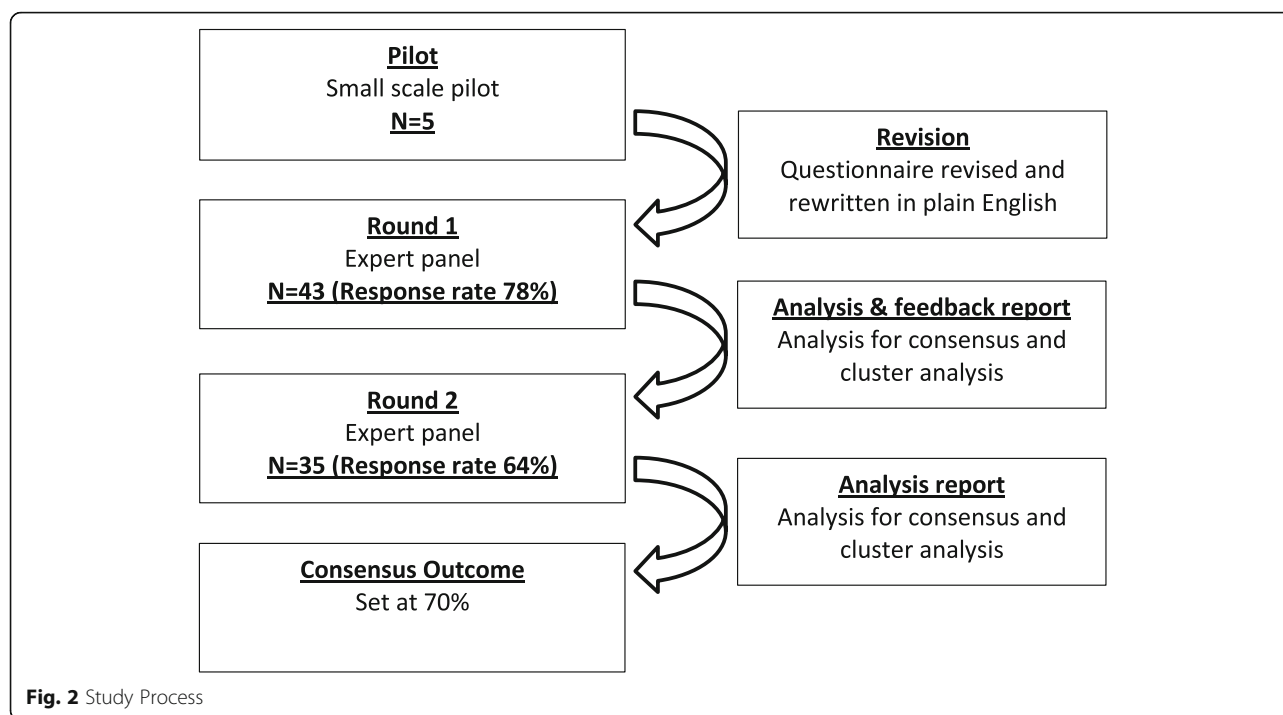 Pilot
Small scale pilot
N=5
Revision
Questionnaire revised and
rewritten in plain English
Round 1
Expert panel
N=43 (Response rate 78%)
Analysis & feedback report
Analysis for consensus and
cluster analysis
Round 2
Expert panel
N=35 (Response rate 64%)
Analysis report
Analysis for consensus and
cluster analysis
Consensus Outcome
Set at 70%
Fig. 2 Study Process